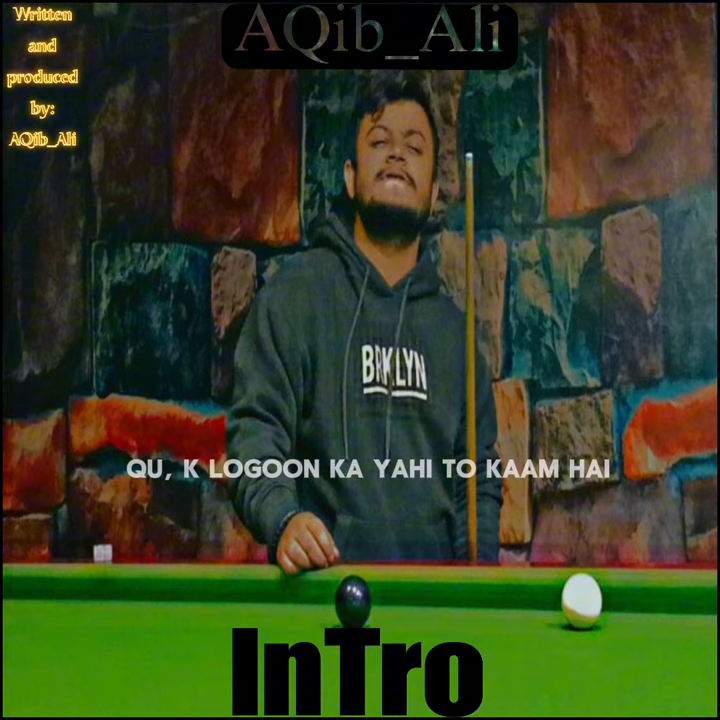 Written
and
produced
by:
AQib_Ali
AQib_Ali
BRKLYN
QU, K LOGOON KA YAHI TO KAAM HAI
InTro